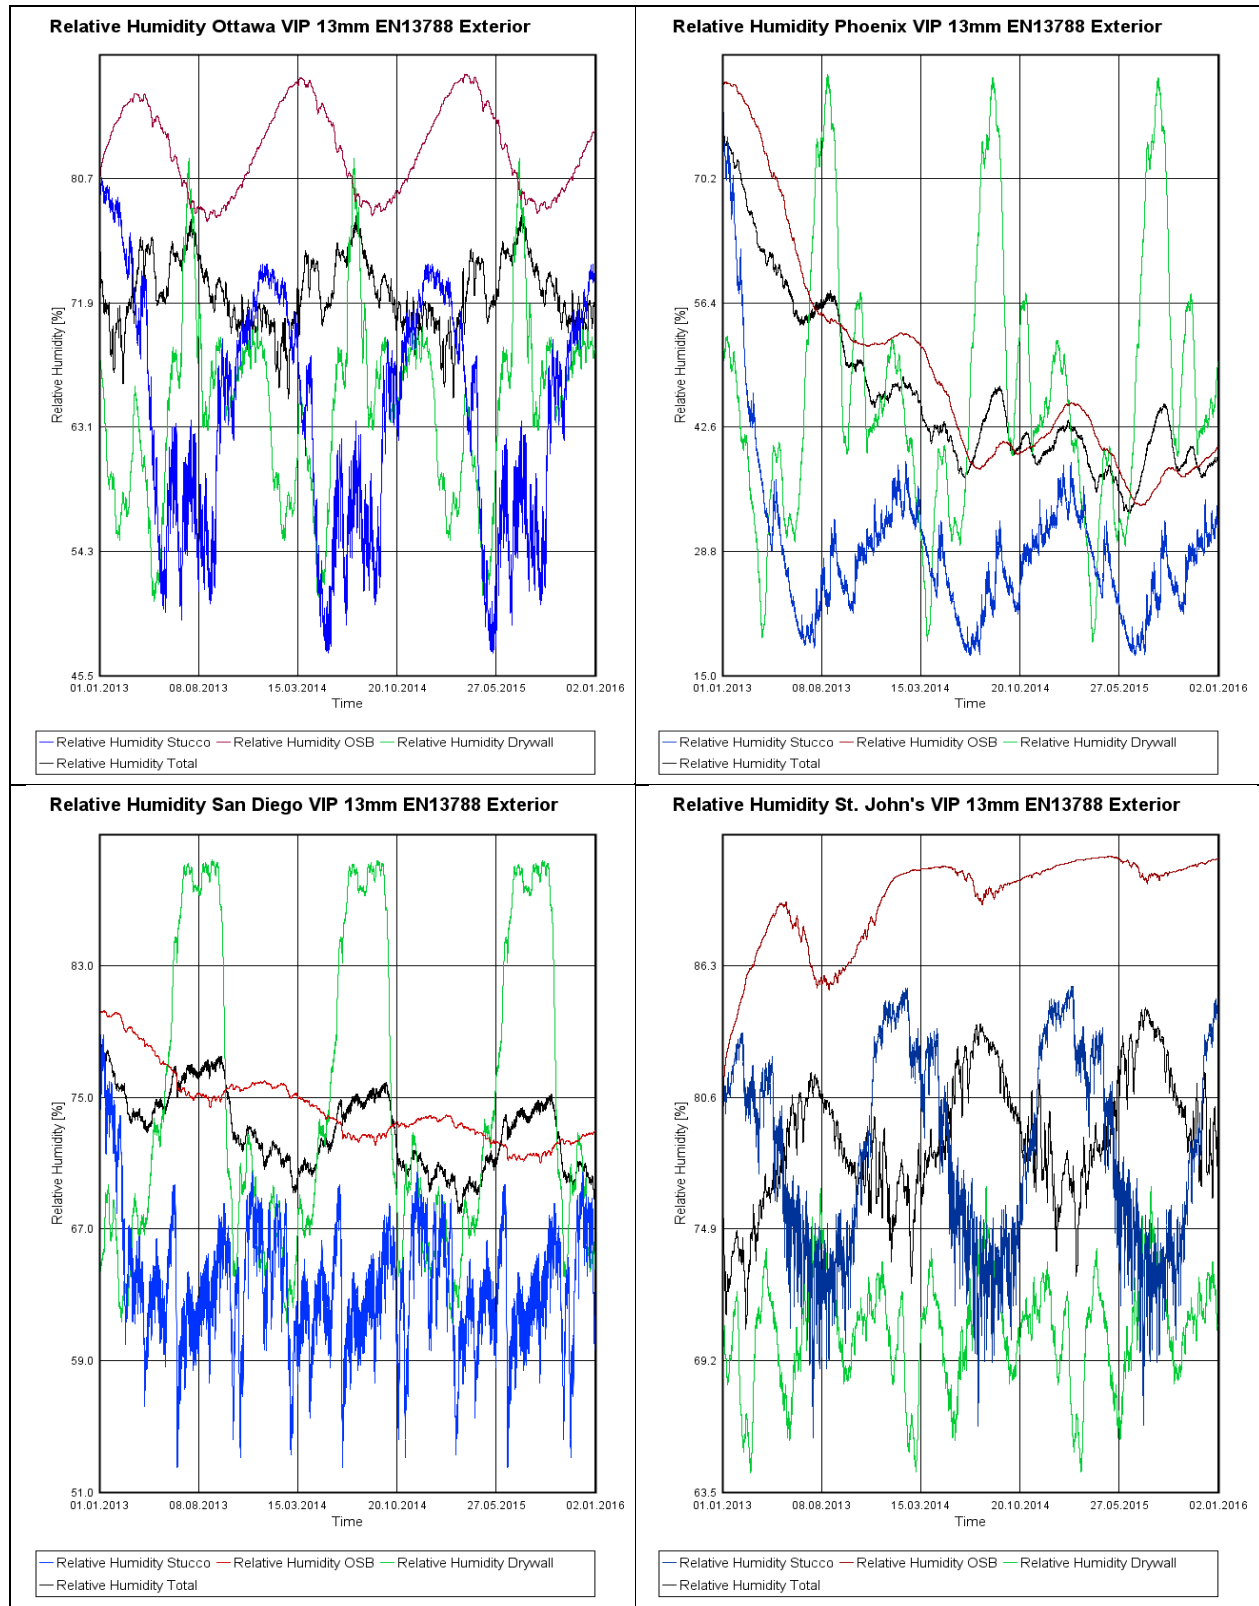 Relative Humidity Ottawa VIP 13mm EN13788 Exterior
Relative Humidity [%]
80.7
71.9
63.1
54.3
45.5
01.01.2013 08.08.2013 15.03.2014 20.10.2014 27.05.2015 02.01.2016
Time
Relative Humidity Stucco Relative Humidity OSB Relative Humidity Drywall
Relative Humidity Total
Relative Humidity Phoenix VIP 13mm EN13788 Exterior
Relative Humidity [%]
70.2
56.4
42.6
28.8
15.0
01.01.2013 08.08.2013 15.03.2014 20.10.2014 27.05.2015 02.01.2016
Time
Relative Humidity Stucco Relative Humidity OSB Relative Humidity Drywall
Relative Humidity Total
Relative Humidity San Diego VIP 13mm EN13788 Exterior
Relative Humidity [%]
83.0
75.0
67.0
59.0
51.0
01.01.2013 08.08.2013 15.03.2014 20.10.2014 27.05.2015 02.01.2016
Time
Relative Humidity Stucco Relative Humidity OSB Relative Humidity Drywall
Relative Humidity Total
Relative Humidity St. John's VIP 13mm EN13788 Exterior
Relative Humidity [%]
86.3
80.6
74.9
69.2
63.5
01.01.2013 08.08.2013 15.03.2014 20.10.2014 27.05.2015 02.01.2016
Time
Relative Humidity Stucco Relative Humidity OSB Relative Humidity Drywall
Relative Humidity Total